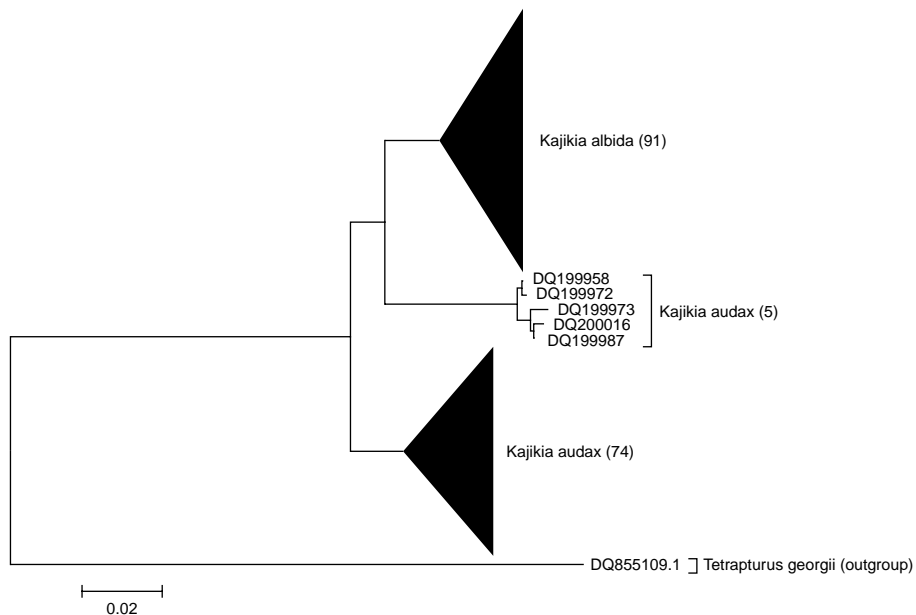 Kajikia albida (91)
DQ199958
DQ199972
DQ199973
DQ200016
DQ199987
Kajikia audax (5)
Kajikia audax (74)
DQ855109.1
Tetrapturus georgii (outgroup)
0.02